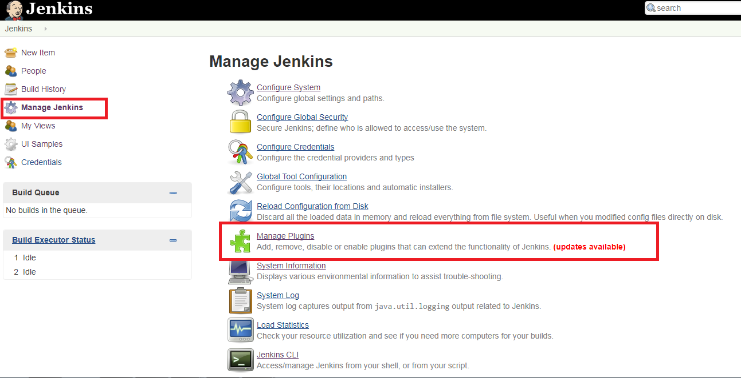 Jenkins
search
Jenkins
New Item
People
Build History
Manage Jenkins
My Views
UI Samples
Credentials
Build Queue
No builds in the queue.
Build Executor Status
1 Idle
2 Idle
Manage Jenkins
Configure System
Configure global settings and paths.
Configure Global Security
Secure Jenkins; define who is allowed to access/use the system.
Configure Credentials
Configure the credential providers and types
Global Tool Configuration
Configure tools, their locations and automatic installers.
Reload Configuration from Disk
Discard all the loaded data in memory and reload everything from file system. Useful when you modified config files directly on disk.
Manage Plugins
Add, remove, disable or enable plugins that can extend the functionality of Jenkins. (updates available)
System Information
Displays various environmental information to assist trouble-shooting.
System Log
System log captures output from java.util.logging output related to Jenkins.
Load Statistics
Check your resource utilization and see if you need more computers for your builds.
Jenkins CLI
Access/manage Jenkins from your shell, or from your script.